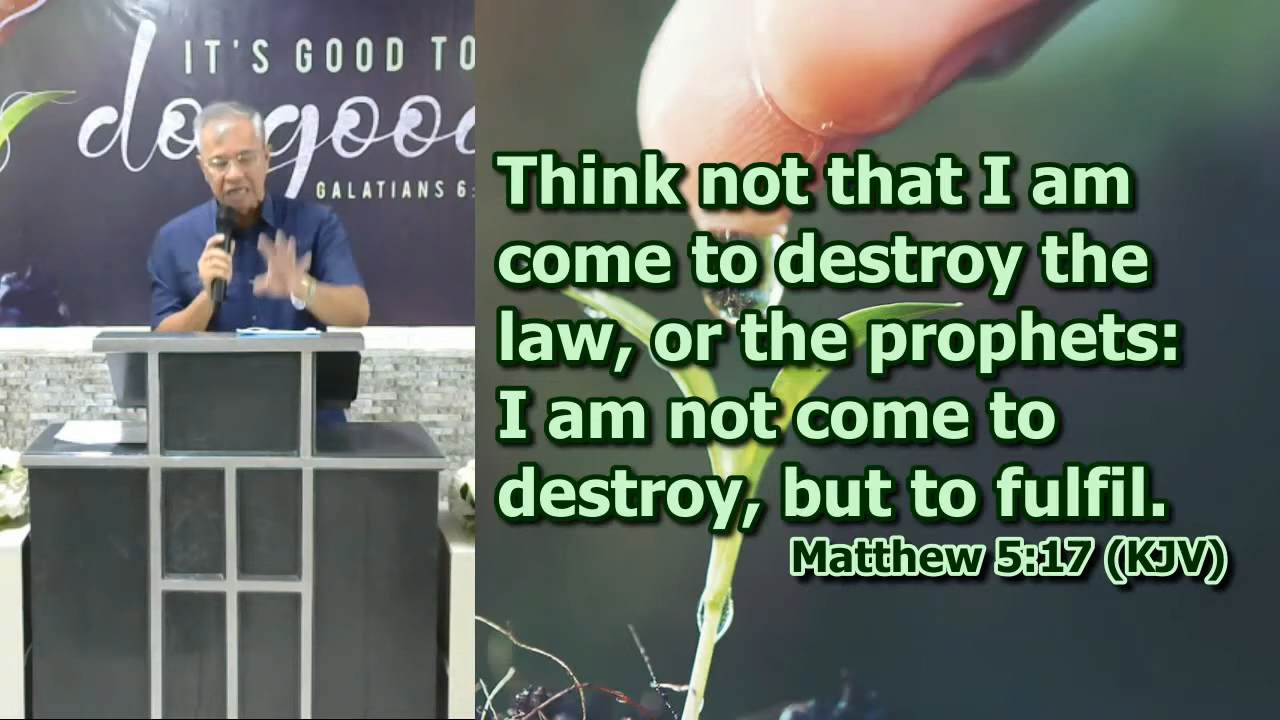 IT'S GOOD TO
do good
GALATIANS 6:
Think not that I am
come to destroy the
law, or the prophets:
I am not come to
destroy, but to fulfil.
Matthew 5:17 (KJV)